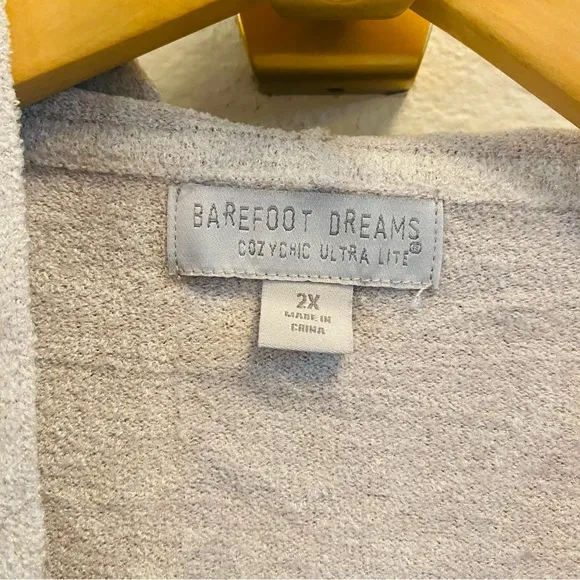 BAREFOOT DREAMS
COZYCHIC ULTRA LITE®
2X
MADE IN
CHINA